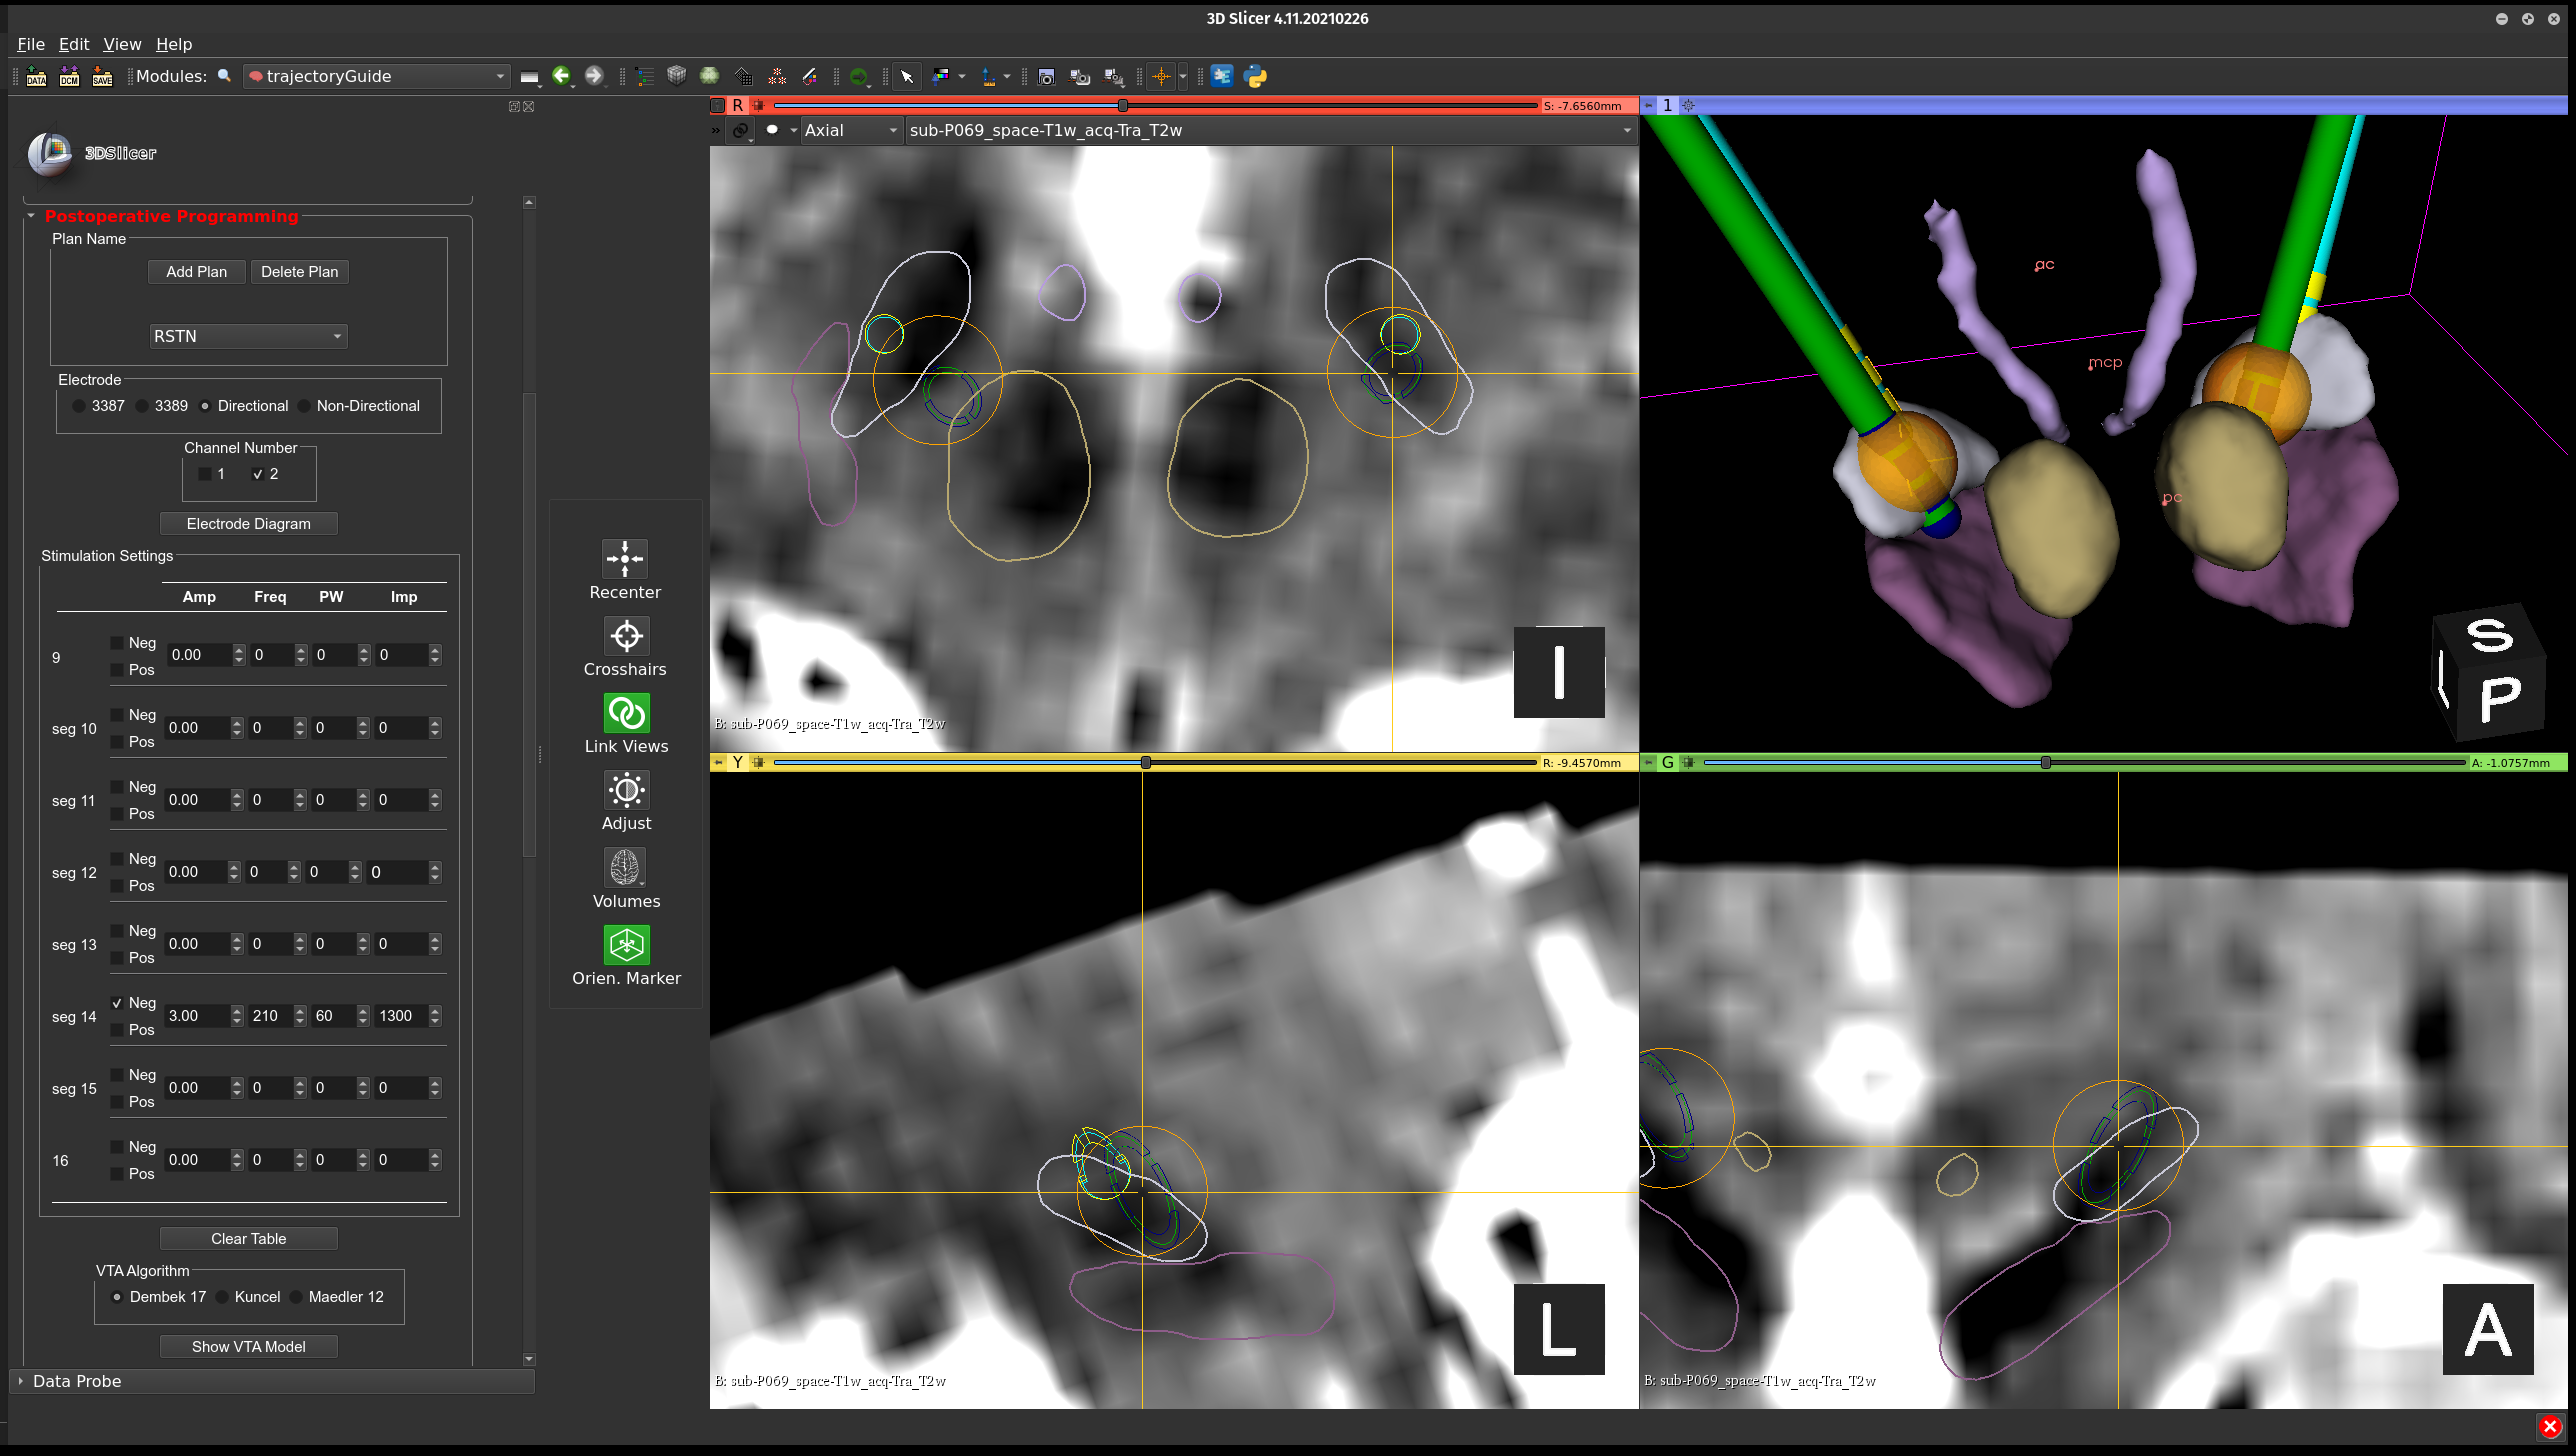 3D Slicer 4.11.20210226
File Edit View Help
DATA DCM SAVE Modules: trajectoryGuide
3DSlicer
Postoperative Programming
Plan Name
Add Plan Delete Plan
RSTN
Electrode
3387 3389 Directional Non-Directional
Channel Number
1 2
Electrode Diagram
Stimulation Settings
Amp Freq PW Imp
9 Neg Pos 0.00 0 0 0
seg 10 Neg Pos 0.00 0 0 0
seg 11 Neg Pos 0.00 0 0 0
seg 12 Neg Pos 0.00 0 0 0
seg 13 Neg Pos 0.00 0 0 0
seg 14 Neg Pos 3.00 210 60 1300
seg 15 Neg Pos 0.00 0 0 0
16 Neg Pos 0.00 0 0 0
Clear Table
VTA Algorithm
Dembek 17 Kuncel Maedler 12
Show VTA Model
Data Probe
Recenter
Crosshairs
Link Views
Adjust
Volumes
Orien. Marker
R S: -7.6560mm
Axial sub-P069_space-T1w_acq-Tra_T2w
I
B: sub-P069_space-T1w_acq-Tra_T2w
1
ac
mcp
pc
S
P
Y R: -9.4570mm
L
B: sub-P069_space-T1w_acq-Tra_T2w
G A: -1.0757mm
A
B: sub-P069_space-T1w_acq-Tra_T2w